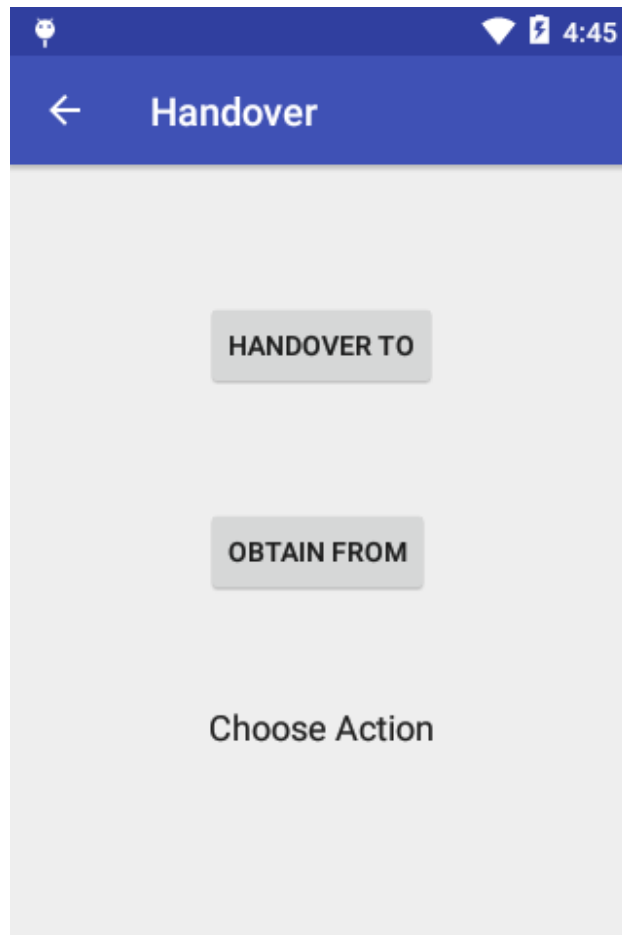 4:45
Handover
HANDOVER TO
OBTAIN FROM
Choose Action